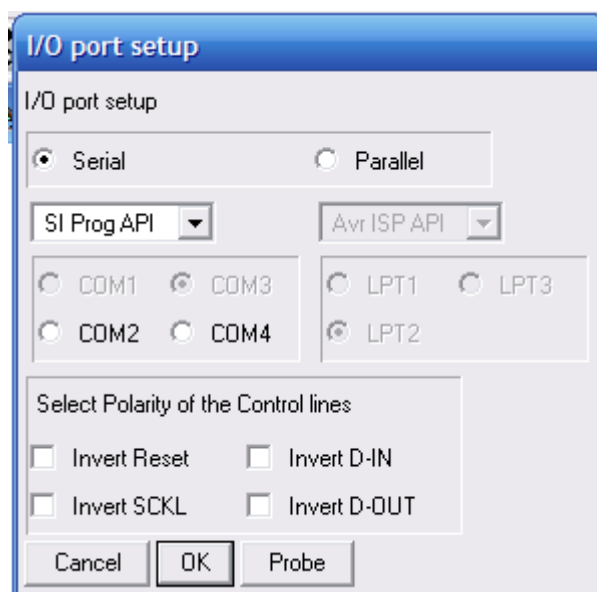 I/O port setup
I/O port setup
Serial Parallel
SI Prog API Avr ISP API
COM1 COM3 LPT1 LPT3
COM2 COM4 LPT2
Select Polarity of the Control lines
Invert Reset Invert D-IN
Invert SCKL Invert D-OUT
Cancel OK Probe